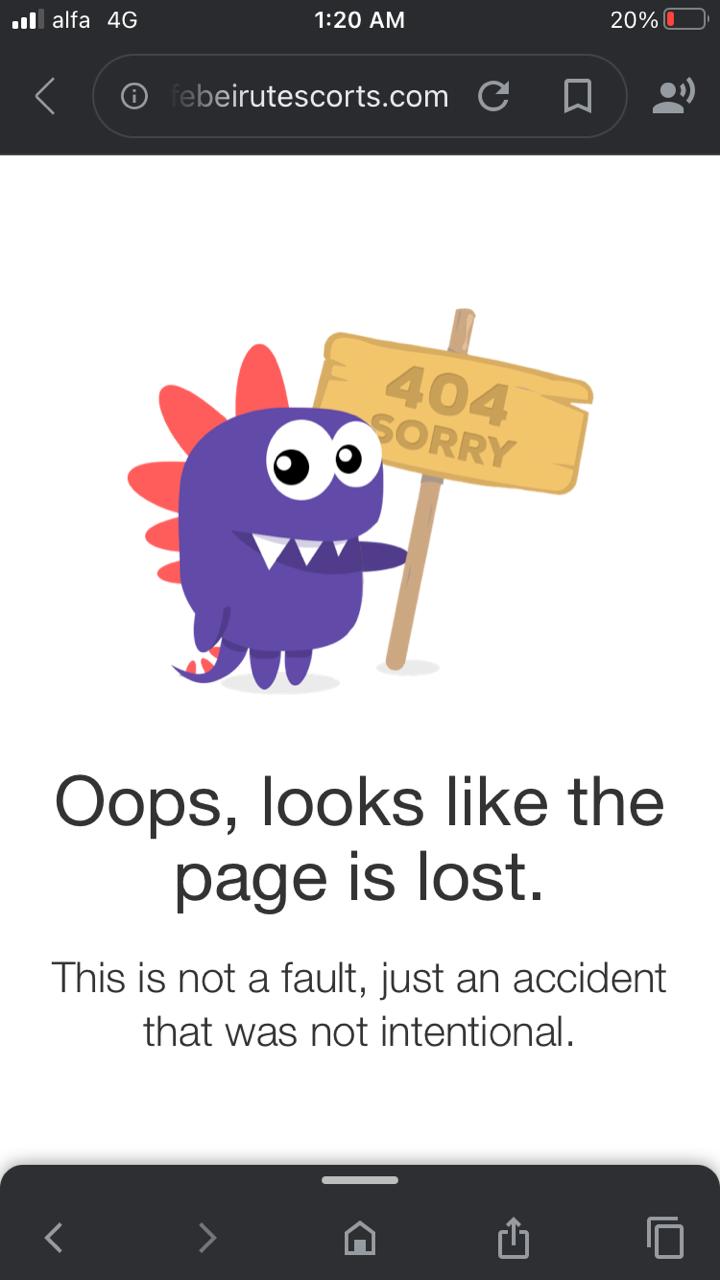 alfa 4G 1:20 AM 20%
febeirutescorts.com
404
SORRY
Oops, looks like the
page is lost.
This is not a fault, just an accident
that was not intentional.